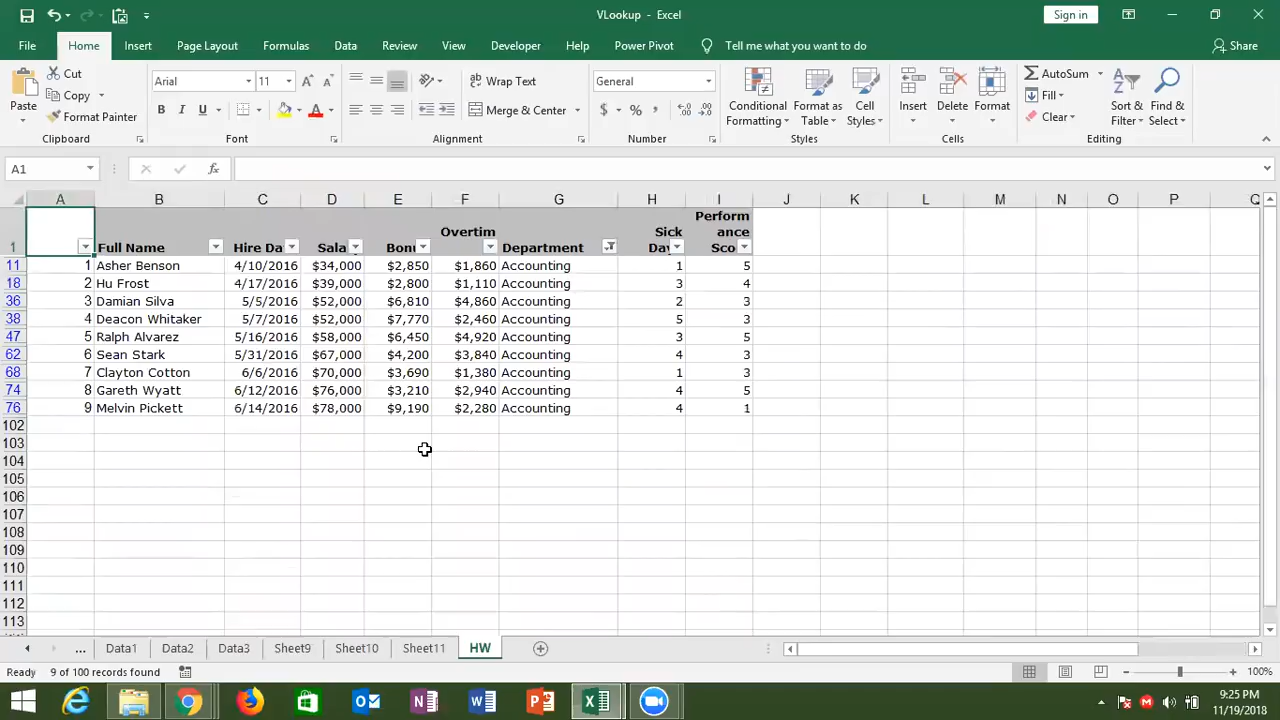 VLookup - Excel
Sign in
File Home Insert Page Layout Formulas Data Review View Developer Help Power Pivot Tell me what you want to do Share
Paste Cut Copy Format Painter
Arial 11 Wrap Text Merge & Center General
Conditional Formatting Format as Table Cell Styles Insert Delete Format
AutoSum Fill Clear Sort & Filter Find & Select
Clipboard Font Alignment Number Styles Cells Editing
A1 fx
A B C D E F G H I J K L M N O P Q
1 Full Name Hire Da Sala Bonu Overtim Department Sick Day Perform ance Sco
11 1 Asher Benson 4/10/2016 $34,000 $2,850 $1,860 Accounting 1 5
18 2 Hu Frost 4/17/2016 $39,000 $2,800 $1,110 Accounting 3 4
36 3 Damian Silva 5/5/2016 $52,000 $6,810 $4,860 Accounting 2 3
38 4 Deacon Whitaker 5/7/2016 $52,000 $7,770 $2,460 Accounting 5 3
47 5 Ralph Alvarez 5/16/2016 $58,000 $6,450 $4,920 Accounting 3 5
62 6 Sean Stark 5/31/2016 $67,000 $4,200 $3,840 Accounting 4 3
68 7 Clayton Cotton 6/6/2016 $70,000 $3,690 $1,380 Accounting 1 3
74 8 Gareth Wyatt 6/12/2016 $76,000 $3,210 $2,940 Accounting 4 5
76 9 Melvin Pickett 6/14/2016 $78,000 $9,190 $2,280 Accounting 4 1
102
103
104
105
106
107
108
109
110
111
112
113
... Data1 Data2 Data3 Sheet9 Sheet10 Sheet11 HW
Ready 9 of 100 records found 100%
9:25 PM
11/19/2018